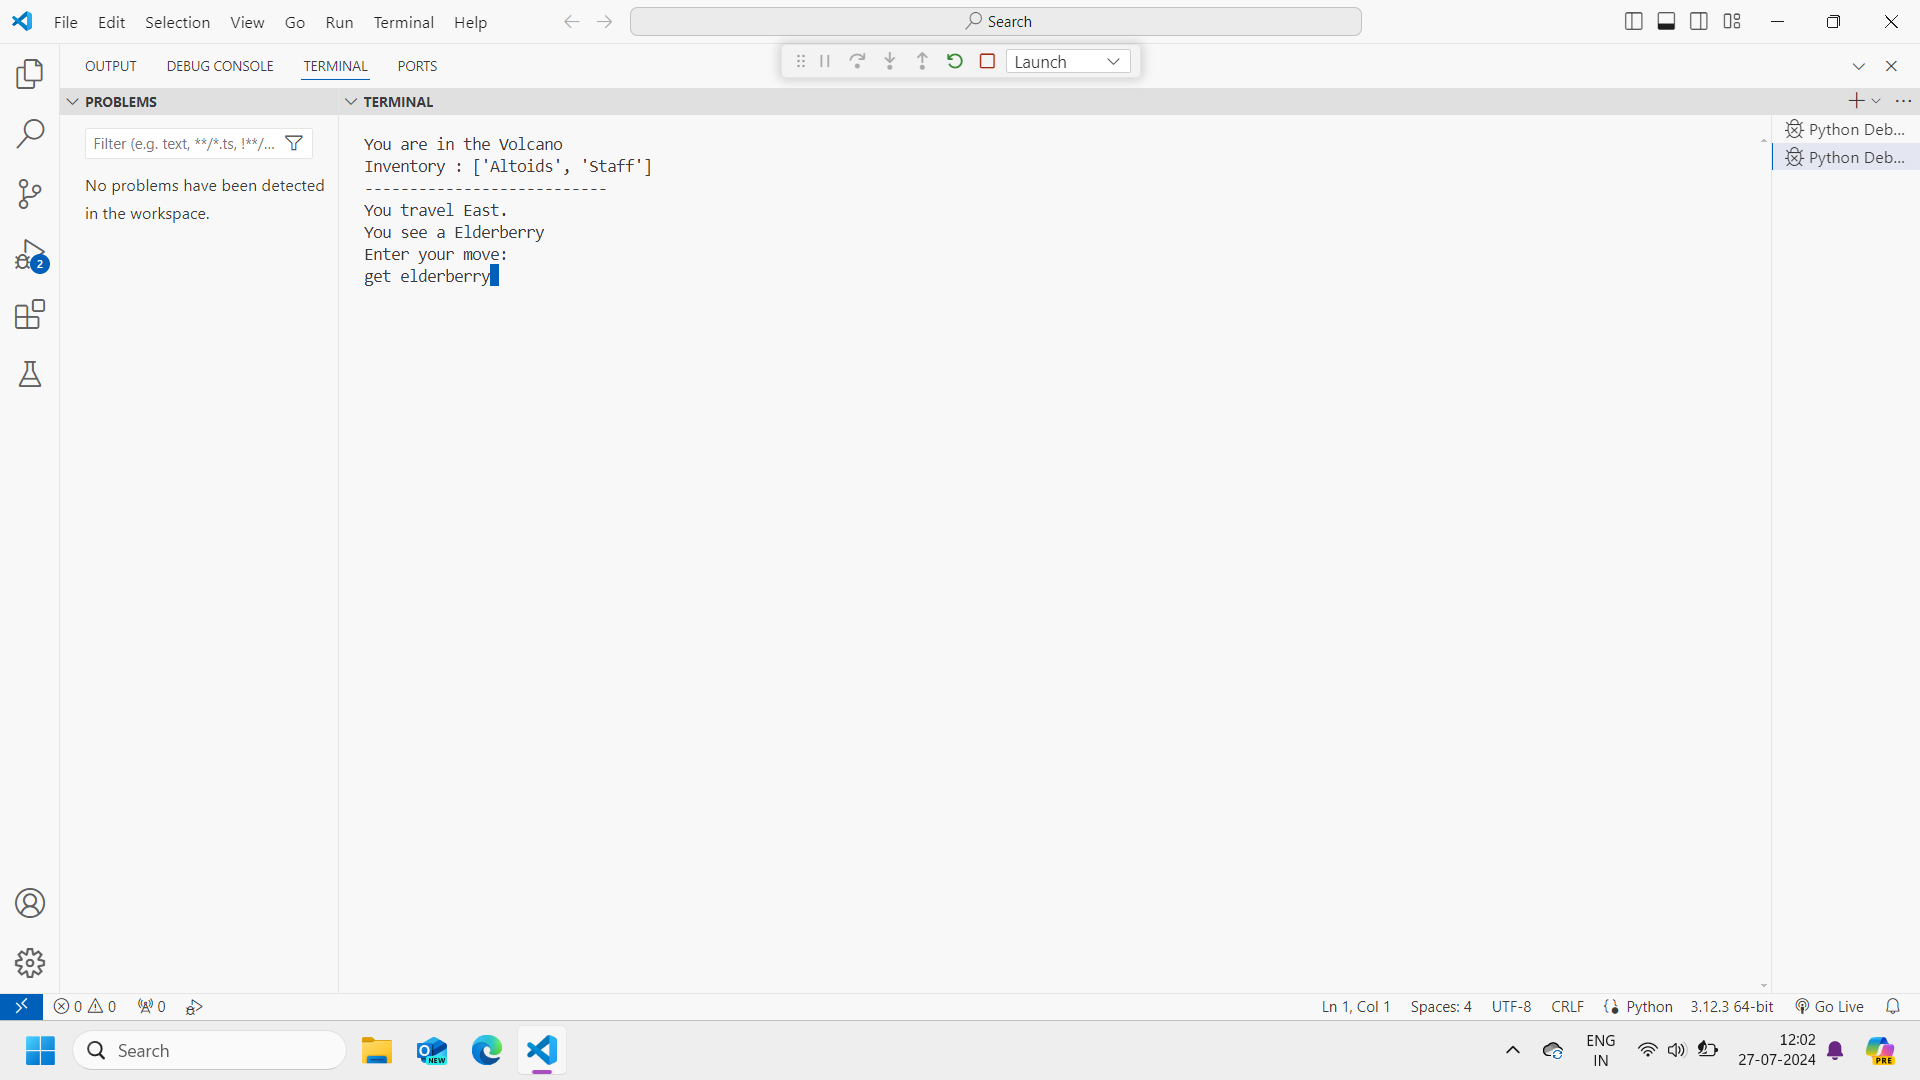 File Edit Selection View Go Run Terminal Help
Search
OUTPUT DEBUG CONSOLE TERMINAL PORTS
Launch
PROBLEMS
TERMINAL
Filter (e.g. text, **/*.ts, !**/...
No problems have been detected
in the workspace.
You are in the Volcano
Inventory : ['Altoids', 'Staff']
---------------------------
You travel East.
You see a Elderberry
Enter your move:
get elderberry
Python Deb...
Python Deb...
2
0 0 0
Ln 1, Col 1 Spaces: 4 UTF-8 CRLF Python 3.12.3 64-bit Go Live
Search
NEW
ENG
IN
12:02
27-07-2024
PRE